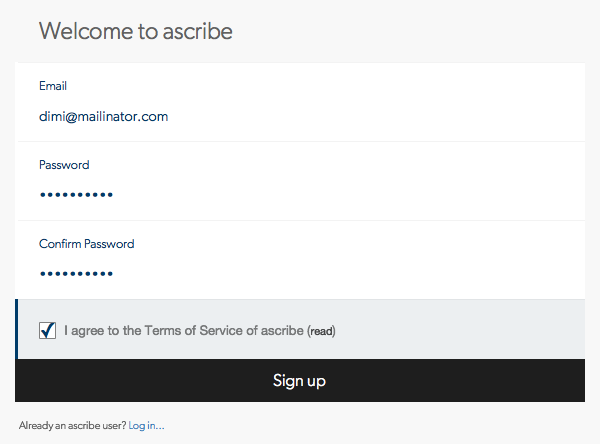 Welcome to ascribe
Email
dimi@mailinator.com
Password
••••••••••
Confirm Password
••••••••••
I agree to the Terms of Service of ascribe (read)
Sign up
Already an ascribe user? Log in...